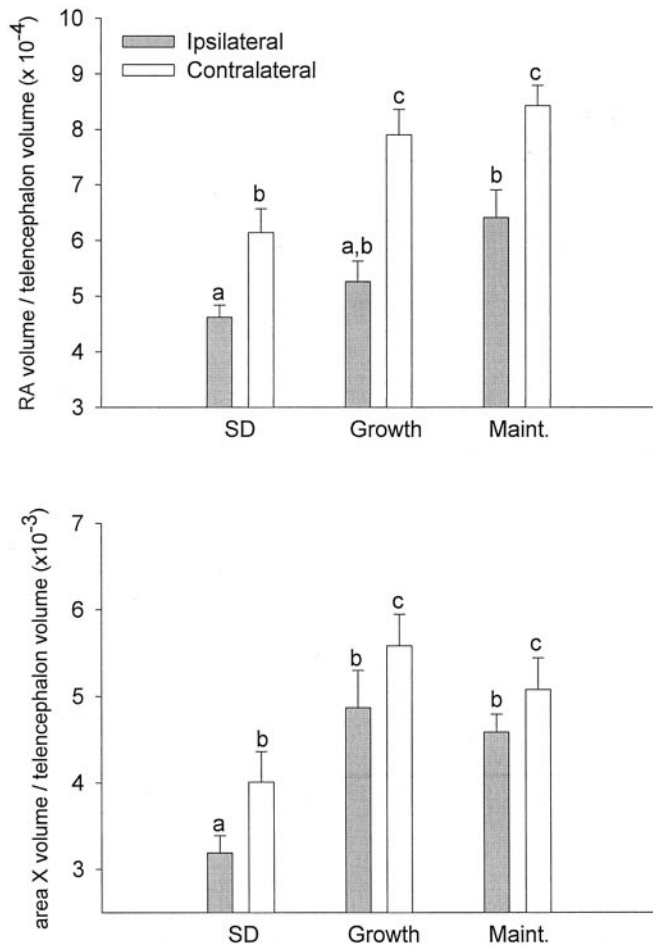 RA volume / telencephalon volume (x 10⁻⁴)
10
9
8
7
6
5
4
3
Ipsilateral
Contralateral
a
b
a,b
c
b
c
SD Growth Maint.
area X volume / telencephalon volume (x10⁻³)
7
6
5
4
3
a
b
b
c
b
c
SD Growth Maint.